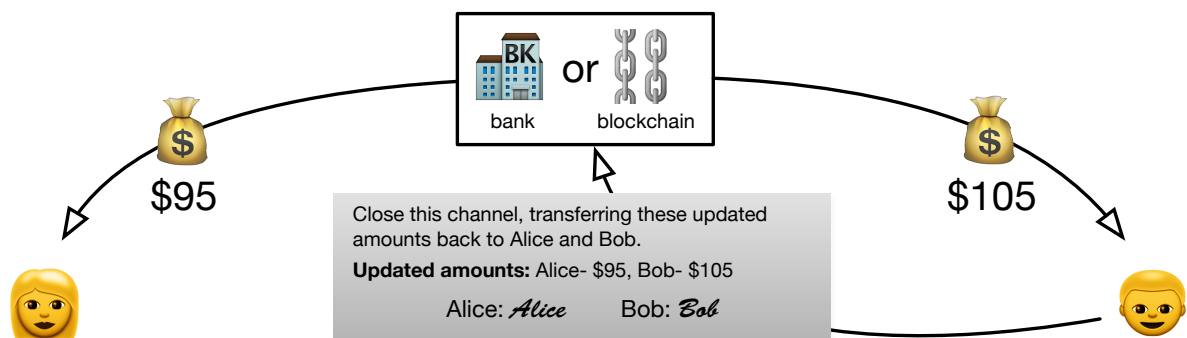 BK
or
bank
blockchain
$
$95
$
$105
Close this channel, transferring these updated
amounts back to Alice and Bob.
Updated amounts: Alice- $95, Bob- $105
Alice: Alice Bob: Bob